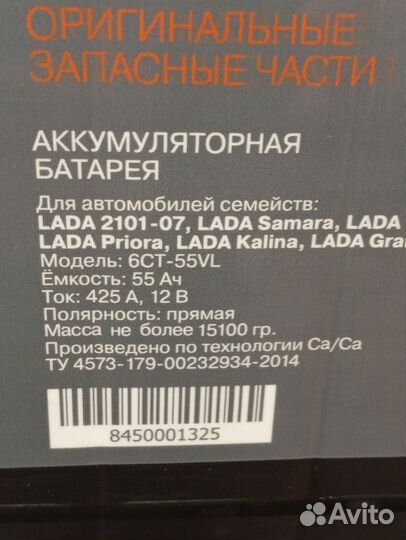 ОРИГИНАЛЬНЫЕ
ЗАПАСНЫЕ ЧАСТИ
АККУМУЛЯТОРНАЯ
БАТАРЕЯ
Для автомобилей семейств:
LADA 2101-07, LADA Samara, LADA
LADA Priora, LADA Kalina, LADA Gra
Модель: 6СТ-55VL
Ёмкость: 55 Ач
Ток: 425 А, 12 В
Полярность: прямая
Масса не более 15100 гр.
Произведено по технологии Ca/Ca
ТУ 4573-179-00232934-2014
8450001325
Avito